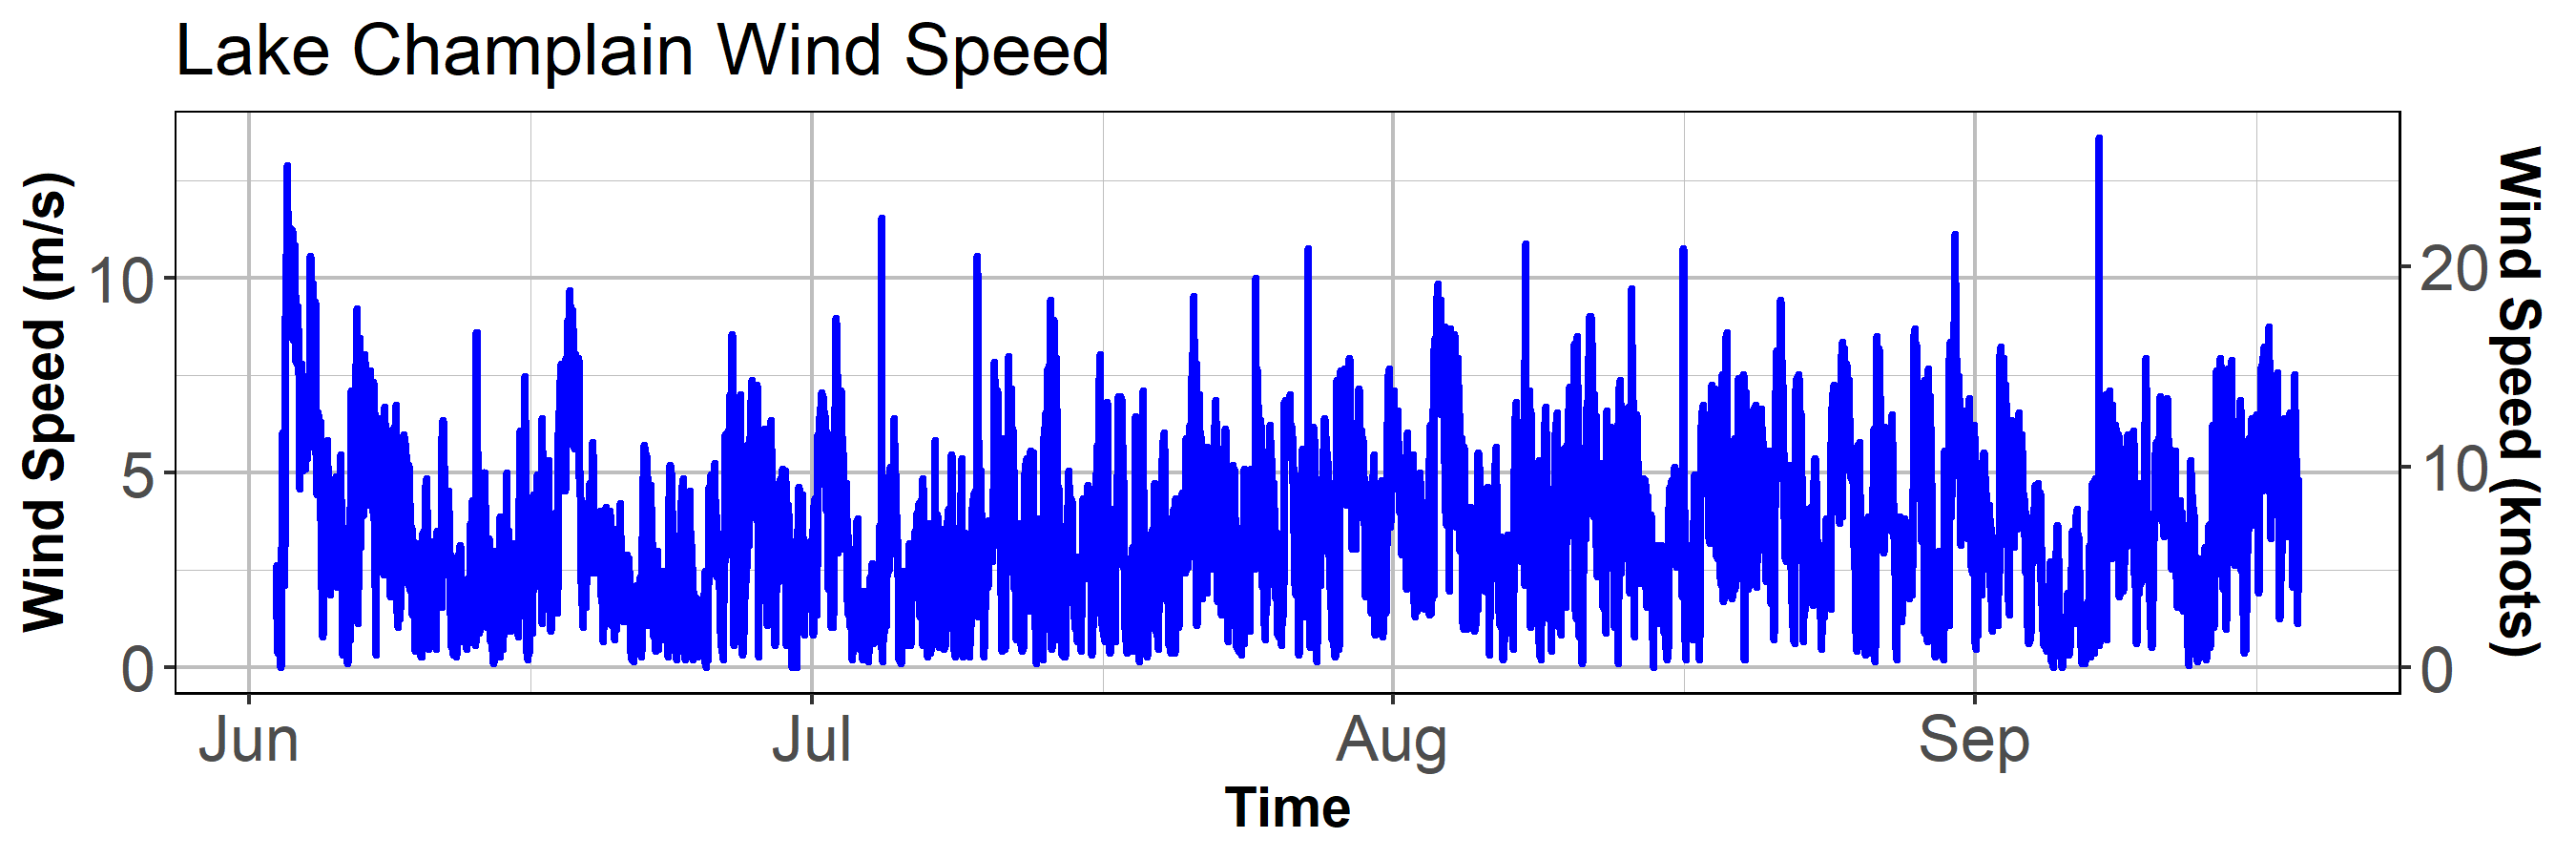 Lake Champlain Wind Speed
Wind Speed (m/s)
10
5
0
20
10
0
Wind Speed (knots)
Jun Jul Aug Sep
Time